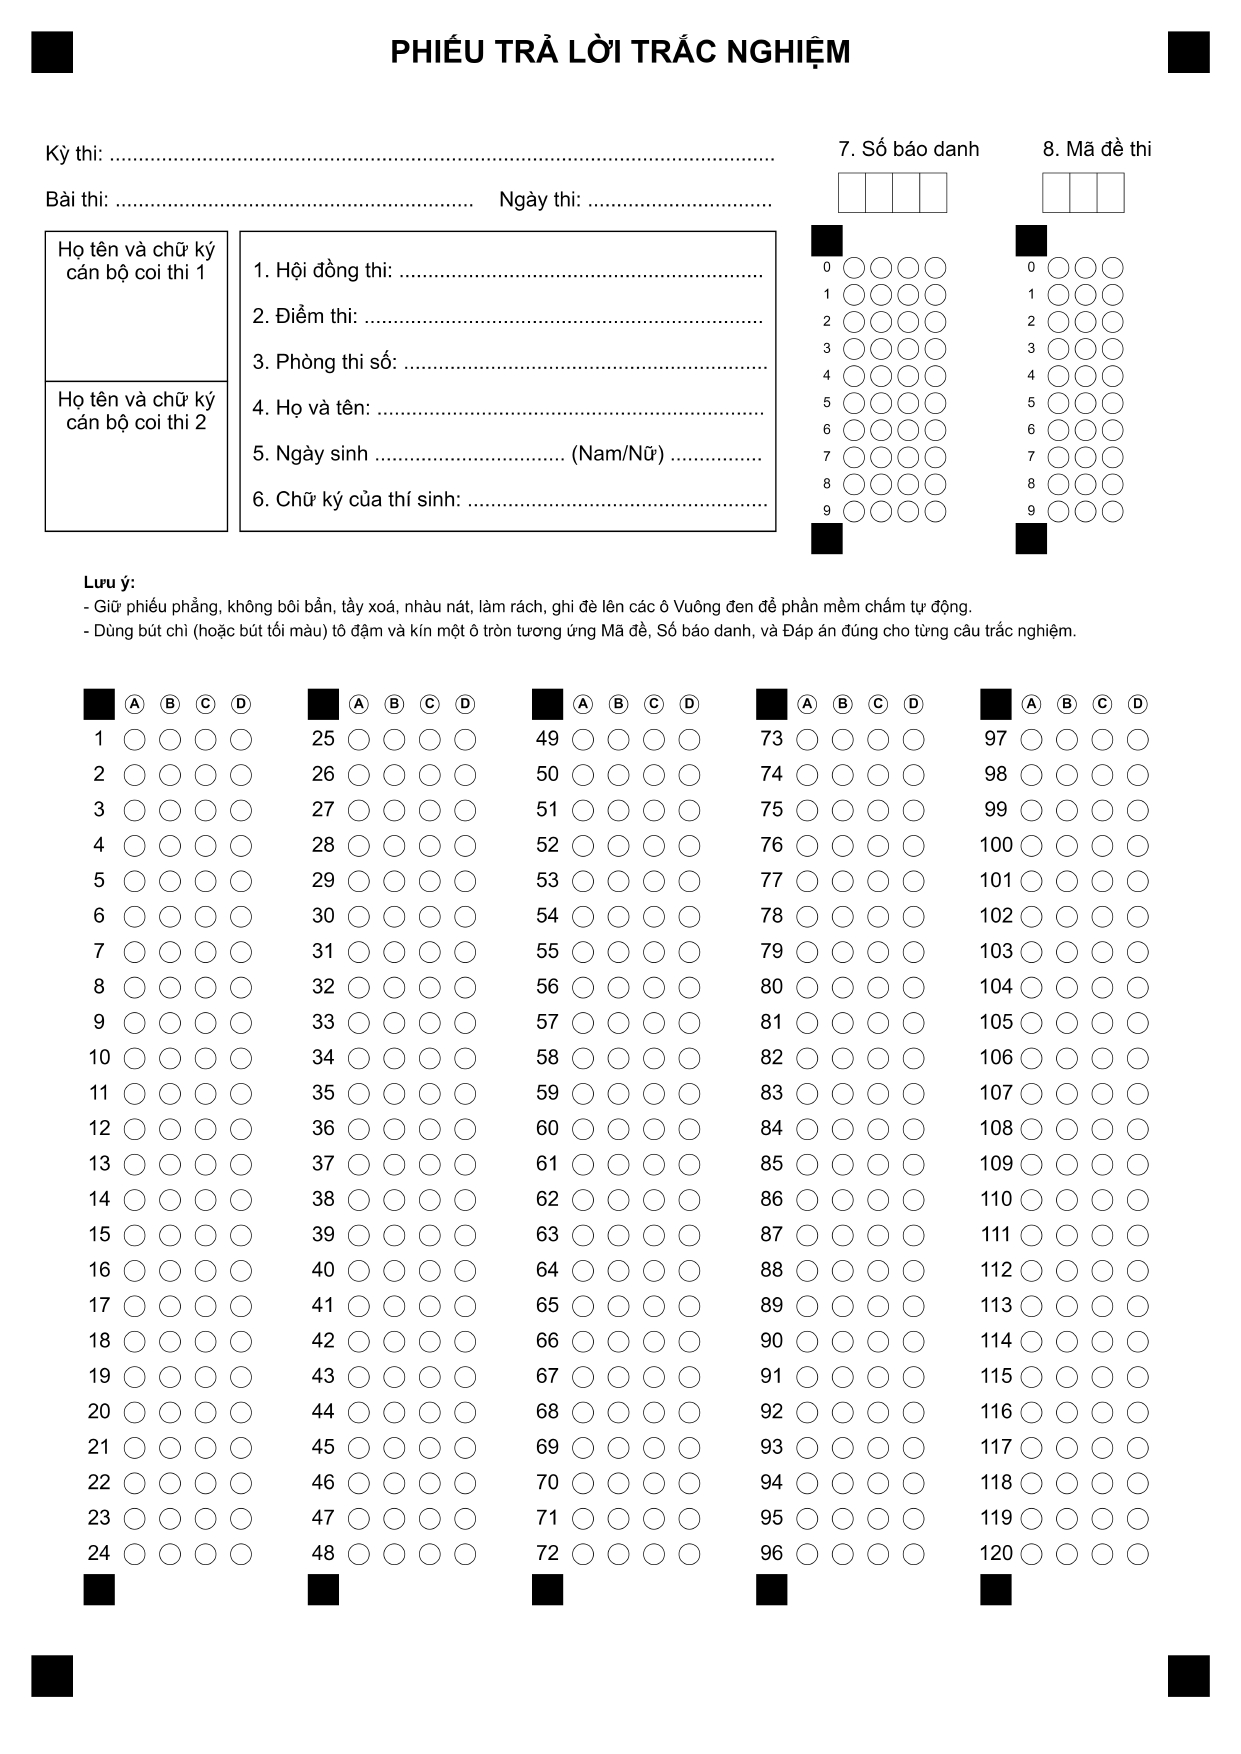 PHIẾU TRẢ LỜI TRẮC NGHIỆM
Kỳ thi: ....................................................................................................................
Bài thi: .............................................................. Ngày thi: ................................
7. Số báo danh
8. Mã đề thi
Họ tên và chữ ký
cán bộ coi thi 1
Họ tên và chữ ký
cán bộ coi thi 2
1. Hội đồng thi: ...............................................................
2. Điểm thi: .....................................................................
3. Phòng thi số: ...............................................................
4. Họ và tên: ...................................................................
5. Ngày sinh ................................. (Nam/Nữ) ................
6. Chữ ký của thí sinh: ....................................................
0 0
1 1
2 2
3 3
4 4
5 5
6 6
7 7
8 8
9 9
Lưu ý:
- Giữ phiếu phẳng, không bôi bẩn, tầy xoá, nhàu nát, làm rách, ghi đè lên các ô Vuông đen để phần mềm chấm tự động.
- Dùng bút chì (hoặc bút tối màu) tô đậm và kín một ô tròn tương ứng Mã đề, Số báo danh, và Đáp án đúng cho từng câu trắc nghiệm.
A B C D A B C D A B C D A B C D A B C D
1 25 49 73 97
2 26 50 74 98
3 27 51 75 99
4 28 52 76 100
5 29 53 77 101
6 30 54 78 102
7 31 55 79 103
8 32 56 80 104
9 33 57 81 105
10 34 58 82 106
11 35 59 83 107
12 36 60 84 108
13 37 61 85 109
14 38 62 86 110
15 39 63 87 111
16 40 64 88 112
17 41 65 89 113
18 42 66 90 114
19 43 67 91 115
20 44 68 92 116
21 45 69 93 117
22 46 70 94 118
23 47 71 95 119
24 48 72 96 120